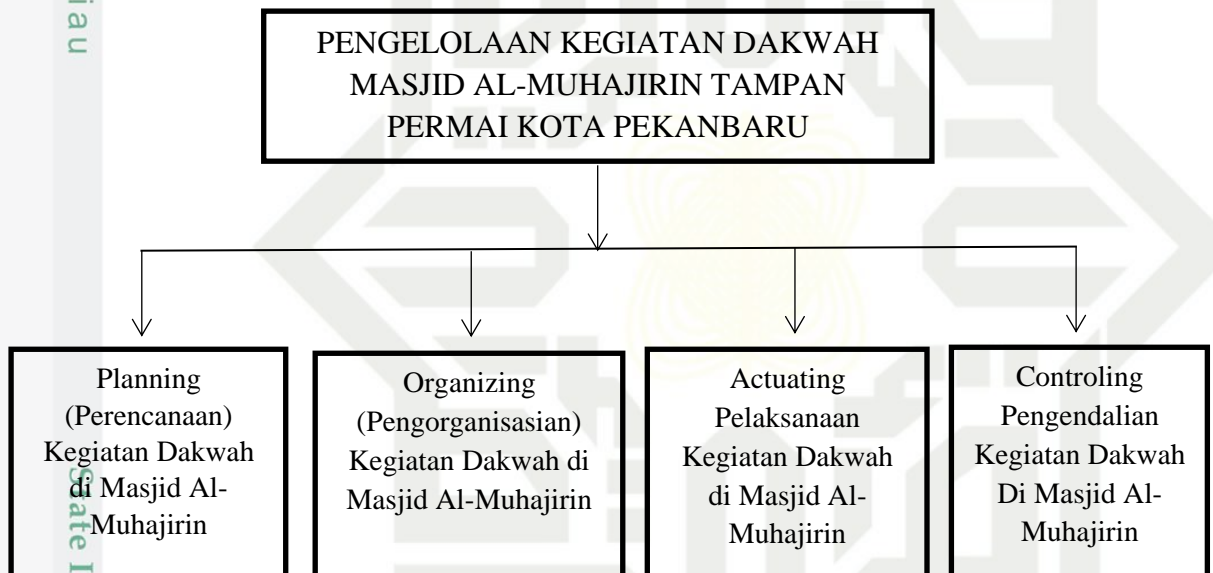 iau
PENGELOLAAN KEGIATAN DAKWAH
MASJID AL-MUHAJIRIN TAMPAN
PERMAI KOTA PEKANBARU
Planning
(Perencanaan)
Kegiatan Dakwah
di Masjid Al-
Muhajirin
Organizing
(Pengorganisasian)
Kegiatan Dakwah di
Masjid Al-Muhajirin
Actuating
Pelaksanaan
Kegiatan Dakwah
di Masjid Al-
Muhajirin
Controling
Pengendalian
Kegiatan Dakwah
Di Masjid Al-
Muhajirin
State